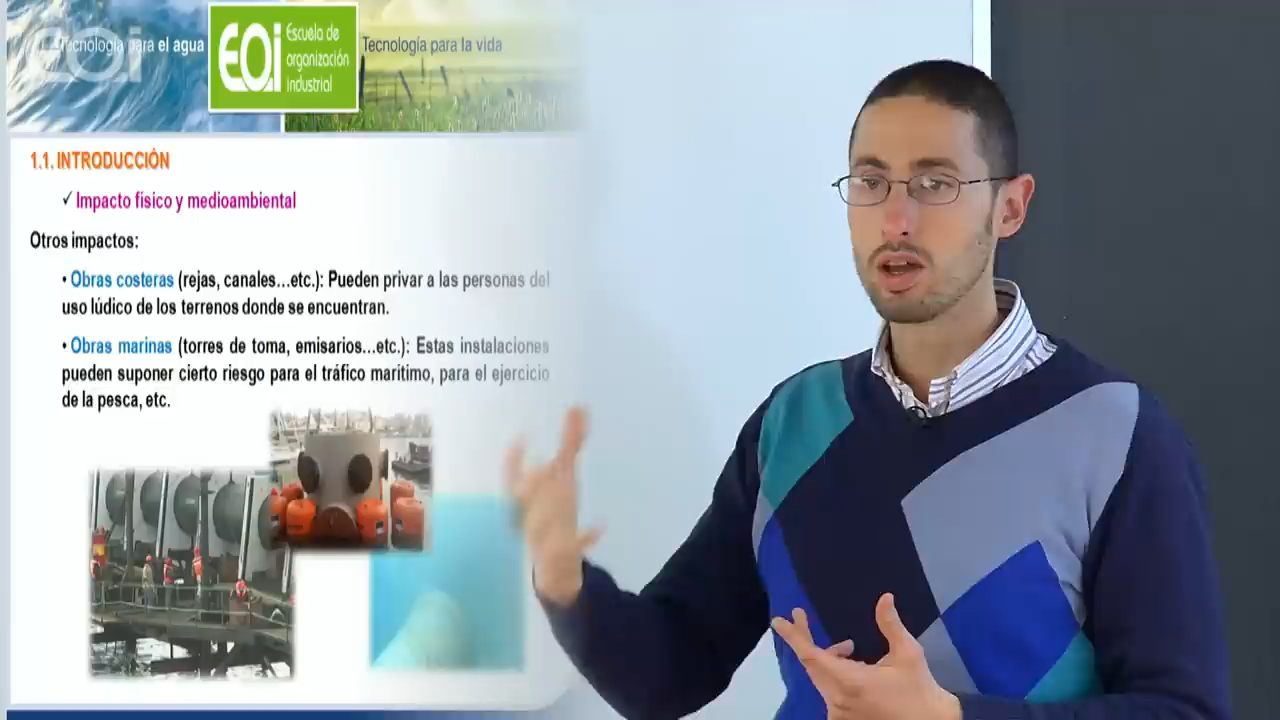 EOI
Tecnología para el agua
EOI
Escuela de
organización
industrial
Tecnología para la vida
1.1. INTRODUCCIÓN
✓ Impacto físico y medioambiental
Otros impactos:
• Obras costeras (rejas, canales…etc.): Pueden privar a las personas del
uso lúdico de los terrenos donde se encuentran.
• Obras marinas (torres de toma, emisarios…etc.): Estas instalaciones
pueden suponer cierto riesgo para el tráfico maritimo, para el ejercicio
de la pesca, etc.